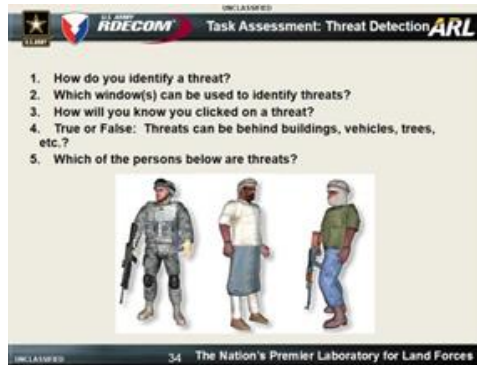 UNCLASSIFIED
U.S. ARMY
RDECOM
Task Assessment: Threat Detection
ARL
U.S. ARMY
1. How do you identify a threat?
2. Which window(s) can be used to identify threats?
3. How will you know you clicked on a threat?
4. True or False: Threats can be behind buildings, vehicles, trees,
etc.?
5. Which of the persons below are threats?
UNCLASSIFIED
34
The Nation's Premier Laboratory for Land Forces